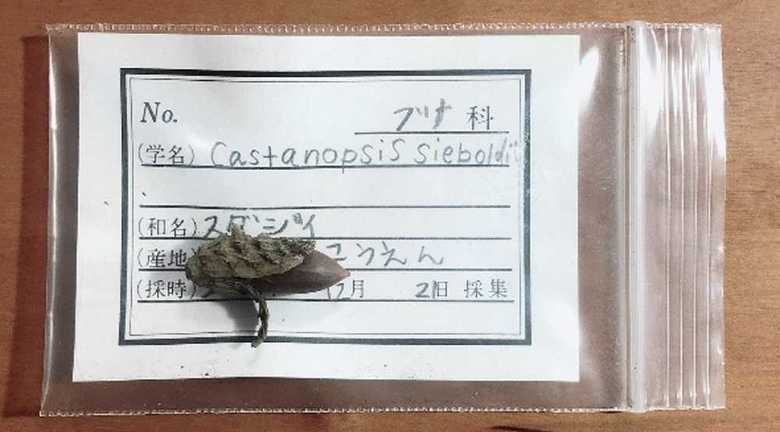 No. ブナ科
(学名) Castanopsis sieboldii
(和名) スダジイ
(産地) こうえん
(採時) 12月 21日 採集